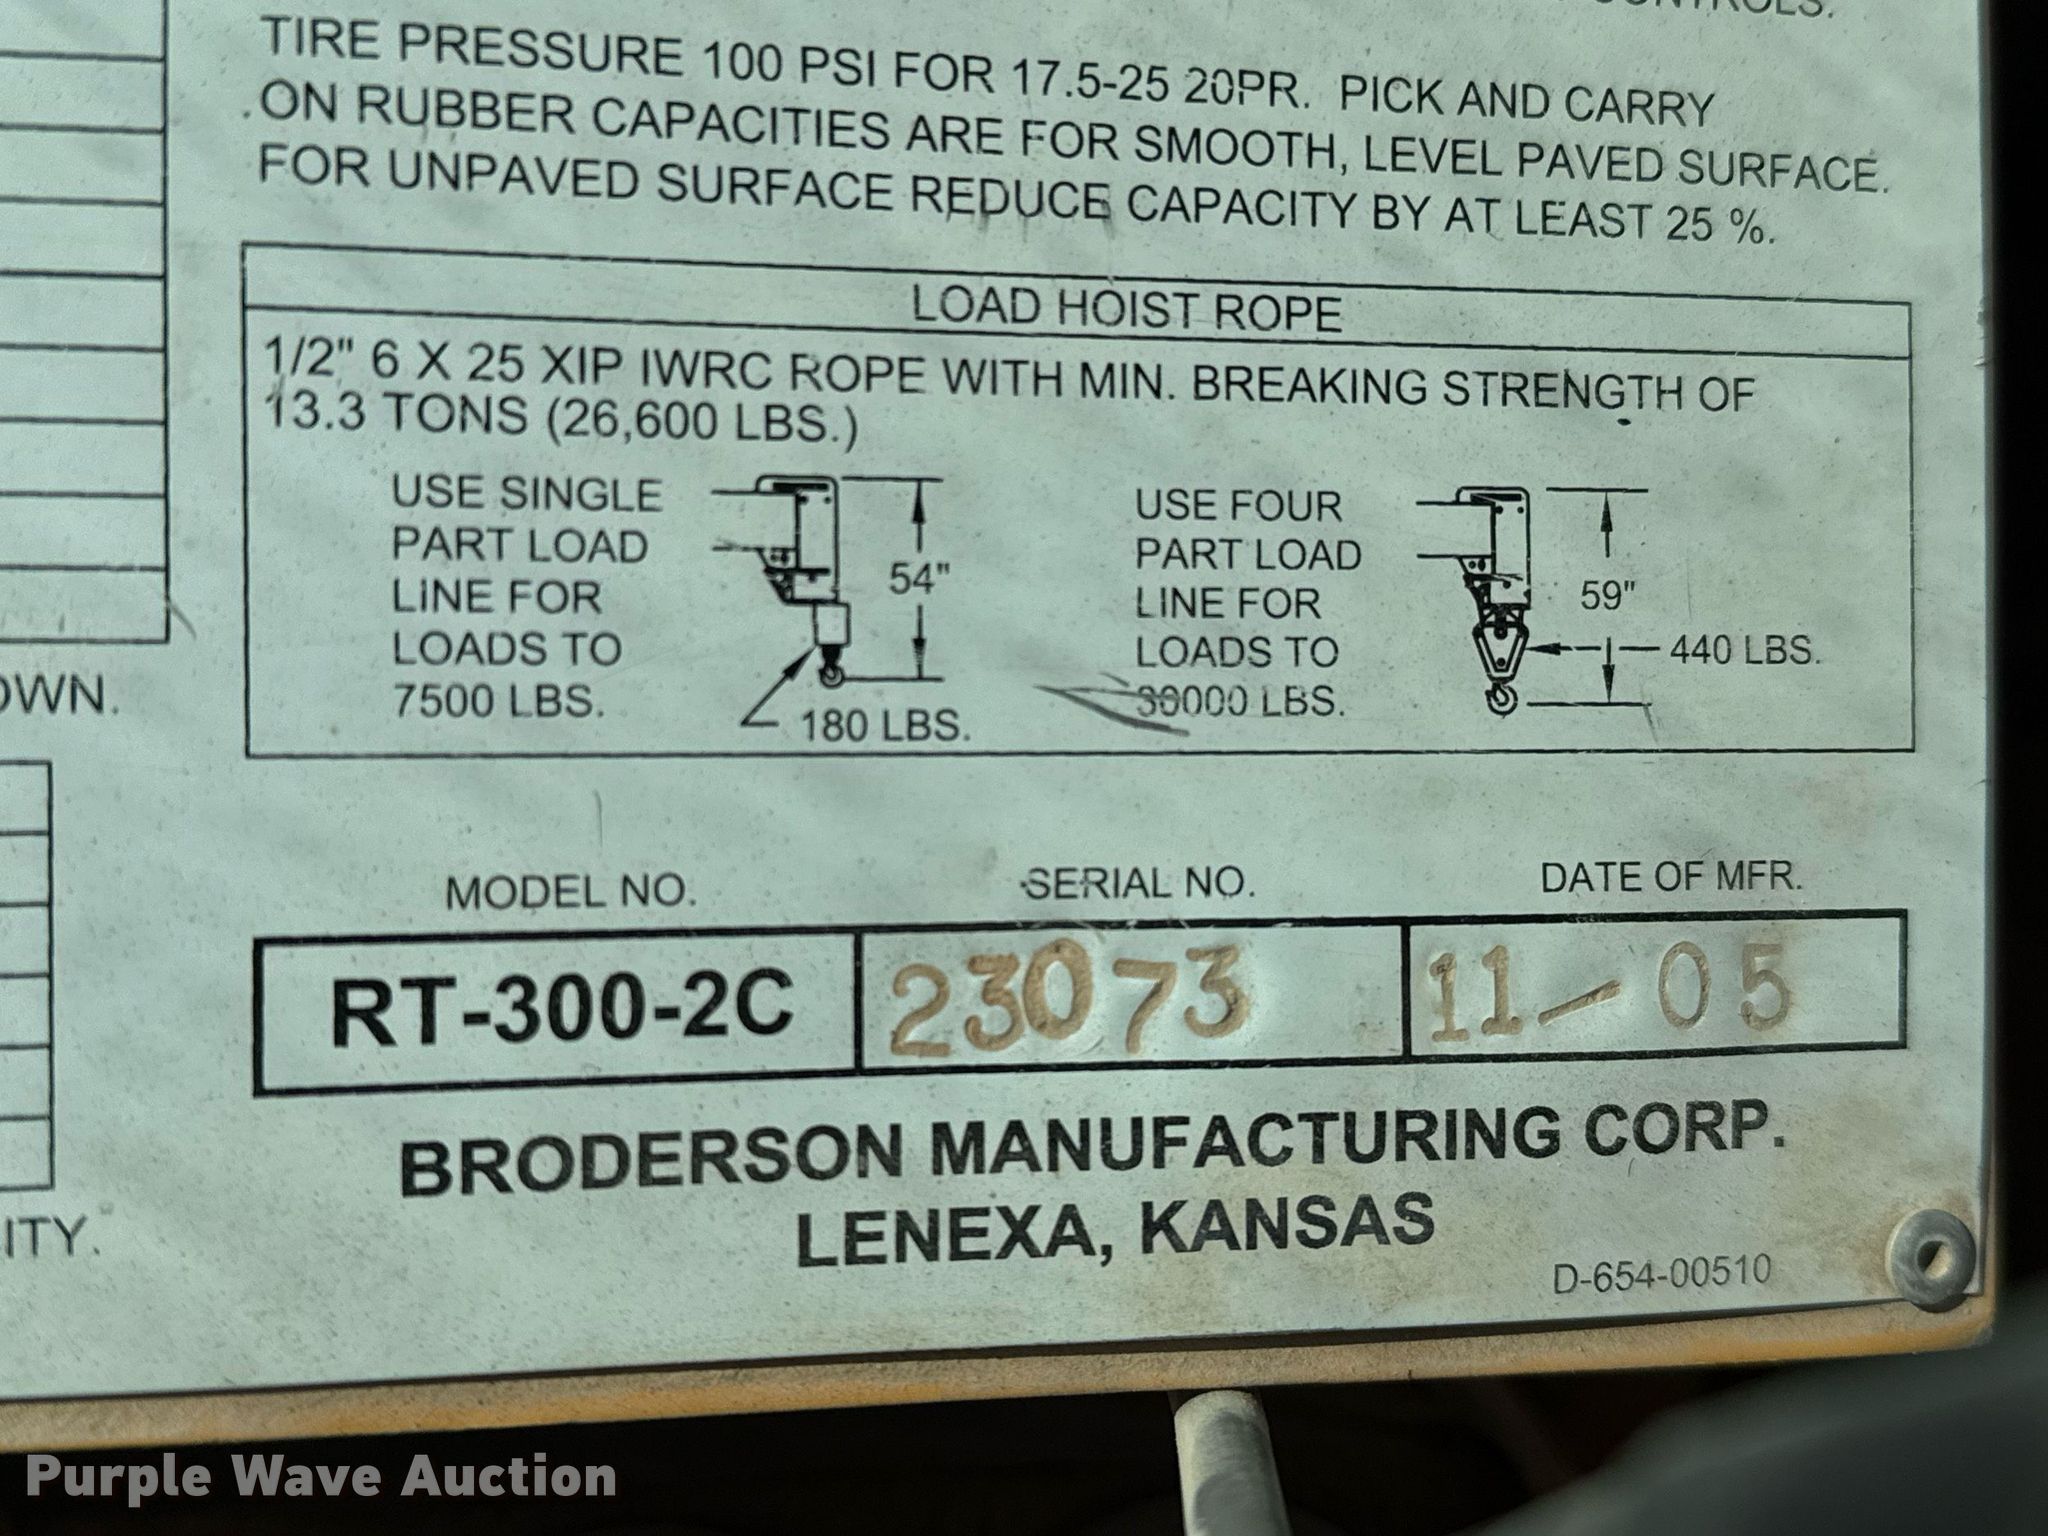 CONTROLS.
TIRE PRESSURE 100 PSI FOR 17.5-25 20PR. PICK AND CARRY
ON RUBBER CAPACITIES ARE FOR SMOOTH, LEVEL PAVED SURFACE.
FOR UNPAVED SURFACE REDUCE CAPACITY BY AT LEAST 25 %.
LOAD HOIST ROPE
1/2" 6 X 25 XIP IWRC ROPE WITH MIN. BREAKING STRENGTH OF
13.3 TONS (26,600 LBS.)
USE SINGLE
PART LOAD
LINE FOR
LOADS TO
7500 LBS.
54"
180 LBS.
USE FOUR
PART LOAD
LINE FOR
LOADS TO
30000 LBS.
59"
440 LBS.
OWN.
ITY.
MODEL NO.
SERIAL NO.
DATE OF MFR.
RT-300-2C
23073
11-05
BRODERSON MANUFACTURING CORP.
LENEXA, KANSAS
D-654-00510
Purple Wave Auction